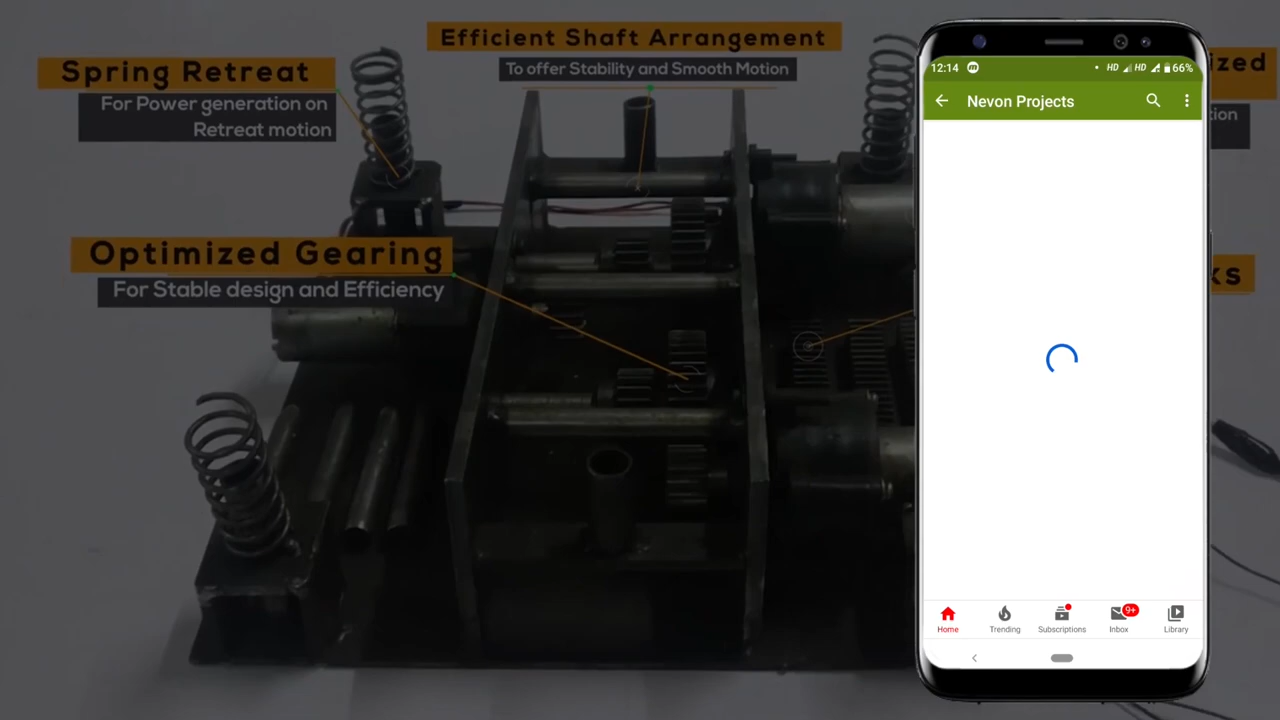 Spring Retreat
For Power generation on
Retreat motion
Efficient Shaft Arrangement
To offer Stability and Smooth Motion
Optimized Gearing
For Stable design and Efficiency
12:14
HD HD 66%
Nevon Projects
Home
Trending
Subscriptions
9+
Inbox
Library